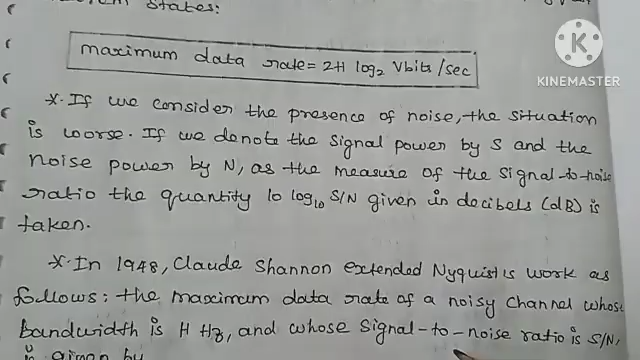 States:
maximum data rate = 2H log₂ V bits/sec
K
KINEMASTER
*. If we consider the presence of noise, the situation
is worse. If we denote the signal power by S and the
noise power by N, as the measure of the signal-to-noise
ratio the quantity 10 log₁₀ S/N given in decibels (dB) is
taken.
*. In 1948, Claude Shannon extended Nyquist's work as
follows: the maximum data rate of a noisy channel whose
bandwidth is H Hz, and whose signal-to-noise ratio is S/N,
is given by